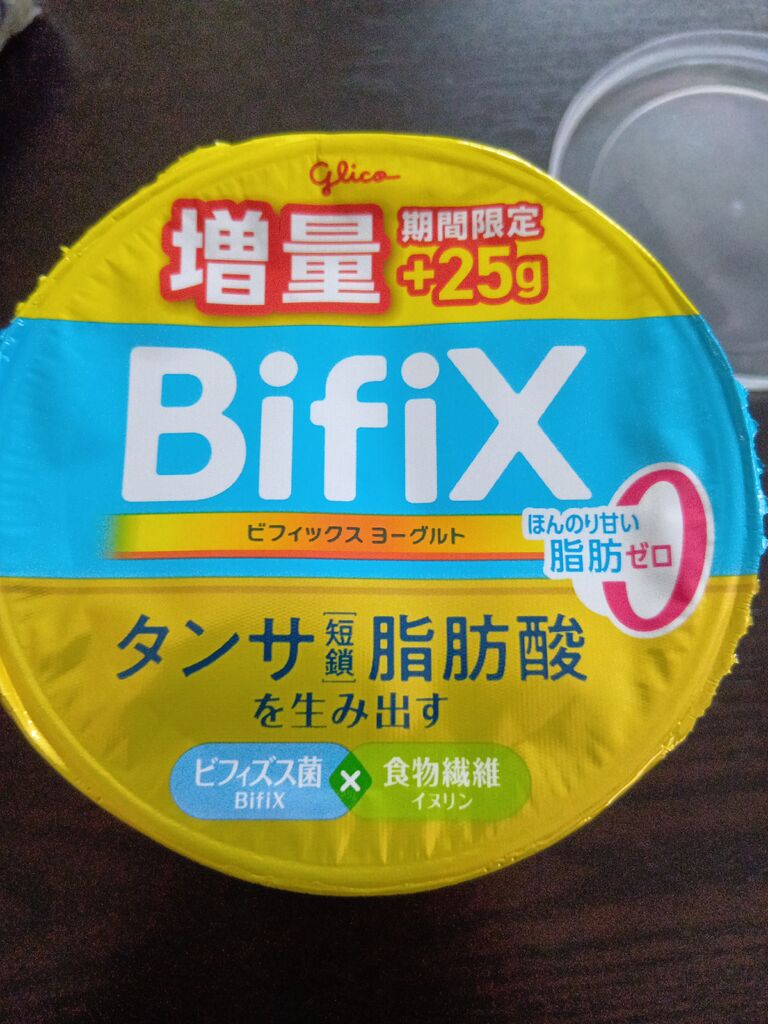 Glico
増量 期間限定
+25g
BifiX
ビフィックス ヨーグルト
ほんのり甘い
脂肪ゼロ
0
タンサ[短鎖]脂肪酸
を生み出す
ビフィズス菌 × 食物繊維
BifiX イヌリン